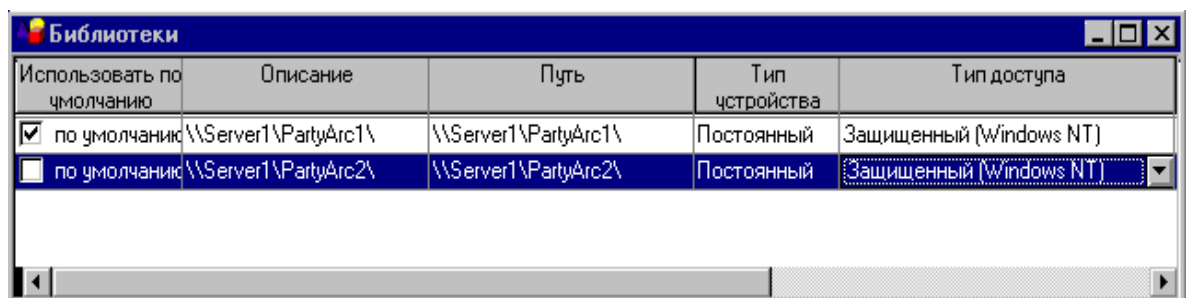 Библиотеки
Использовать по умолчанию Описание Путь Тип устройства Тип доступа
по умолчанию \\Server1\PartyArc1\ \\Server1\PartyArc1\ Постоянный Защищенный (Windows NT)
по умолчанию \\Server1\PartyArc2\ \\Server1\PartyArc2\ Постоянный Защищенный (Windows NT)